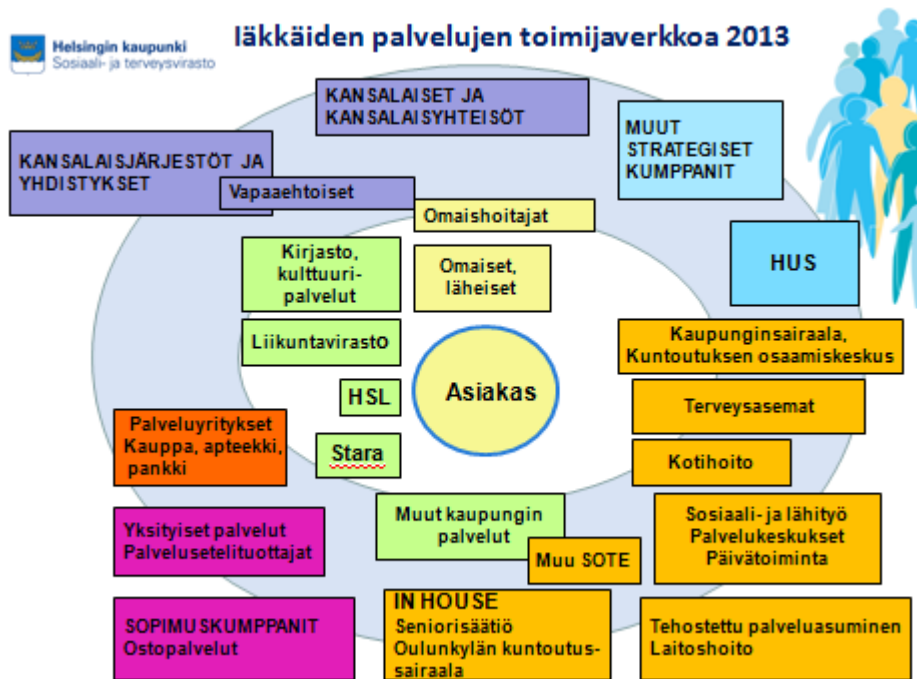 Helsingin kaupunki
Sosiaali- ja terveysvirasto
Iäkkäiden palvelujen toimijaverkkoa 2013
KANSALAISET JA
KANSALAISYHTEISÖT
MUUT
STRATEGISET
KUMPPANIT
KANSALAISJÄRJESTÖT JA
YHDISTYKSET
Vapaaehtoiset
Omaishoitajat
Kirjasto,
kulttuuri-
palvelut
Omaiset,
läheiset
HUS
Liikuntavirasto
Kaupunginsairaala,
Kuntoutuksen osaamiskeskus
HSL
Asiakas
Terveysasemat
Palveluyritykset
Kauppa, apteekki,
pankki
Stara
Kotihoito
Yksityiset palvelut
Palvelusetelituottajat
Muut kaupungin
palvelut
Muu SOTE
Sosiaali- ja lähityö
Palvelukeskukset
Päivätoiminta
SOPIMUSKUMPPANIT
Ostopalvelut
IN HOUSE
Seniorisäätiö
Oulunkylän kuntoutus-
sairaala
Tehostettu palveluasuminen
Laitoshoito